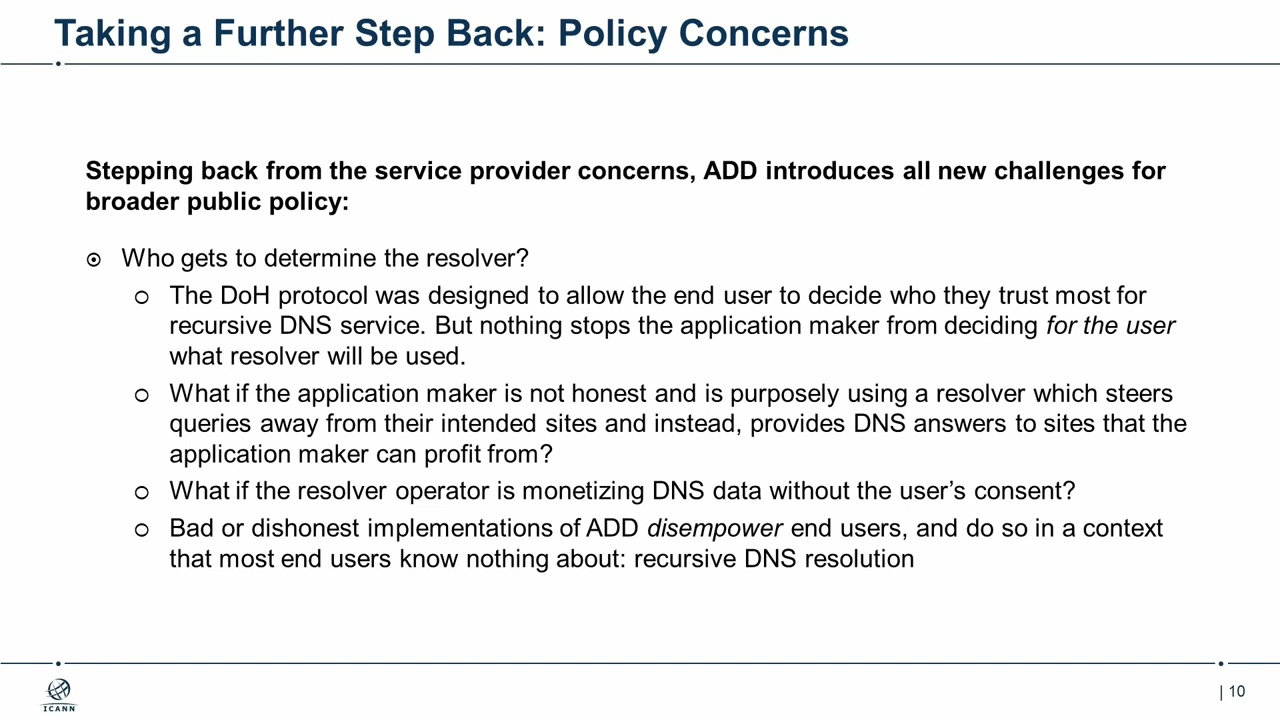 Taking a Further Step Back: Policy Concerns
Stepping back from the service provider concerns, ADD introduces all new challenges for
broader public policy:
Who gets to determine the resolver?
The DoH protocol was designed to allow the end user to decide who they trust most for
recursive DNS service. But nothing stops the application maker from deciding for the user
what resolver will be used.
What if the application maker is not honest and is purposely using a resolver which steers
queries away from their intended sites and instead, provides DNS answers to sites that the
application maker can profit from?
What if the resolver operator is monetizing DNS data without the user’s consent?
Bad or dishonest implementations of ADD disempower end users, and do so in a context
that most end users know nothing about: recursive DNS resolution
ICANN
| 10